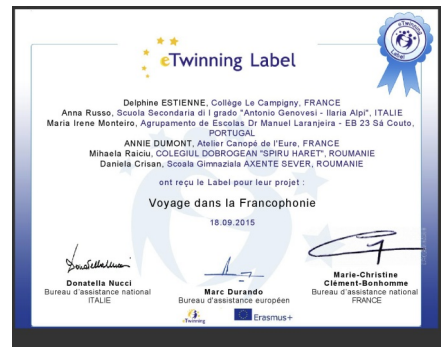 eTwinning
eTwinning Label
Delphine ESTIENNE, Collège Le Campigny, FRANCE
Anna Russo, Scuola Secondaria di I grado "Antonio Genovesi - Ilaria Alpi", ITALIE
Maria Irene Monteiro, Agrupamento de Escolas Dr Manuel Laranjeira - EB 23 Sá Couto,
PORTUGAL
ANNIE DUMONT, Atelier Canopé de l'Eure, FRANCE
Mihaela Raiciu, COLEGIUL DOBROGEAN "SPIRU HARET", ROUMANIE
Daniela Crisan, Scoala Gimnaziala AXENTE SEVER, ROUMANIE
ont reçu le Label pour leur projet :
Voyage dans la Francophonie
18.09.2015
Donatella Nucci
Bureau d'assistance national
ITALIE
Marc Durando
Bureau d'assistance européen
Marie-Christine
Clément-Bonhomme
Bureau d'assistance national
FRANCE
eTwinning
Erasmus+